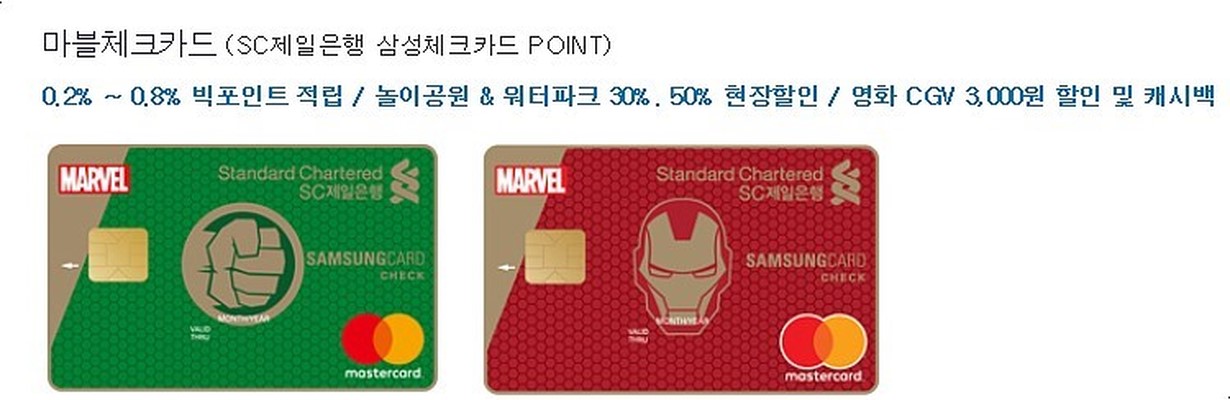 마블체크카드 (SC제일은행 삼성체크카드 POINT)
0.2% ~ 0.8% 빅포인트 적립 / 놀이공원 & 워터파크 30%, 50% 현장할인 / 영화 CGV 3,000원 할인 및 캐시백
MARVEL
Standard Chartered
SC제일은행
SAMSUNGCARD
CHECK
MONTH/YEAR
VALID
THRU
mastercard.
MARVEL
Standard Chartered
SC제일은행
SAMSUNGCARD
CHECK
MONTH/YEAR
VALID
THRU
mastercard.